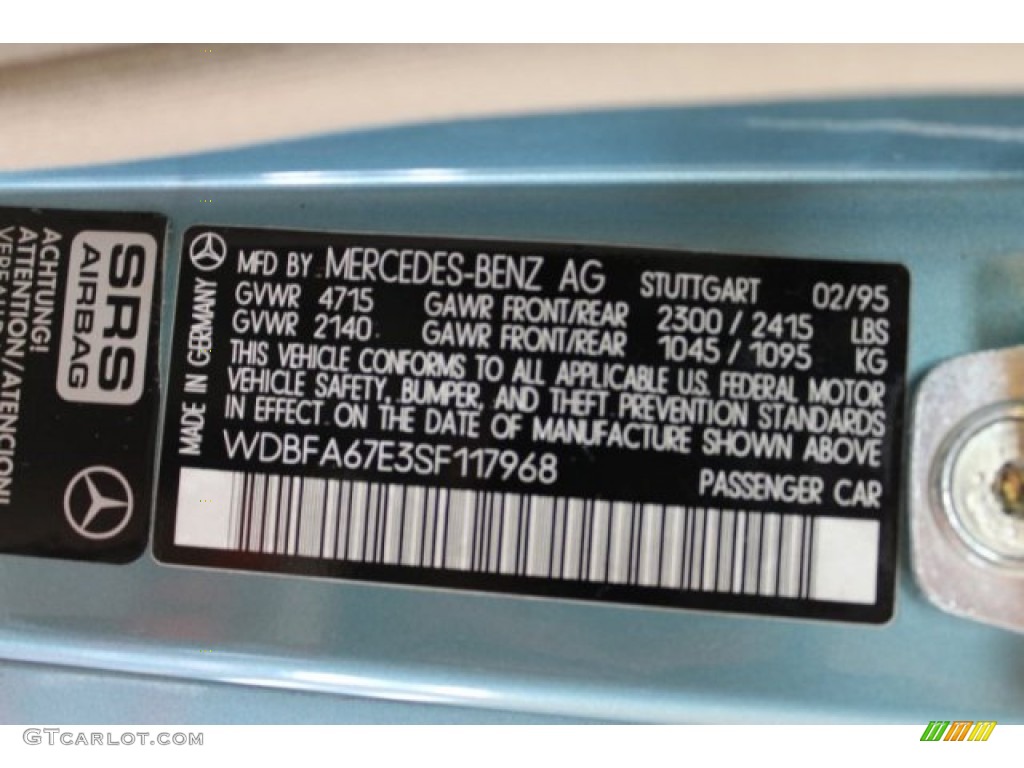 MFD BY MERCEDES-BENZ AG STUTTGART 02/95
GVWR 4715 GAWR FRONT/REAR 2300 / 2415 LBS
GVWR 2140 GAWR FRONT/REAR 1045 / 1095 KG
THIS VEHICLE CONFORMS TO ALL APPLICABLE U.S. FEDERAL MOTOR
VEHICLE SAFETY, BUMPER, AND THEFT PREVENTION STANDARDS
IN EFFECT ON THE DATE OF MANUFACTURE SHOWN ABOVE
WDBFA67E3SF117968
PASSENGER CAR
MADE IN GERMANY
SRS
AIRBAG
ACHTUNG!
ATTENTION/ATENCION!
GTCARLOT.COM